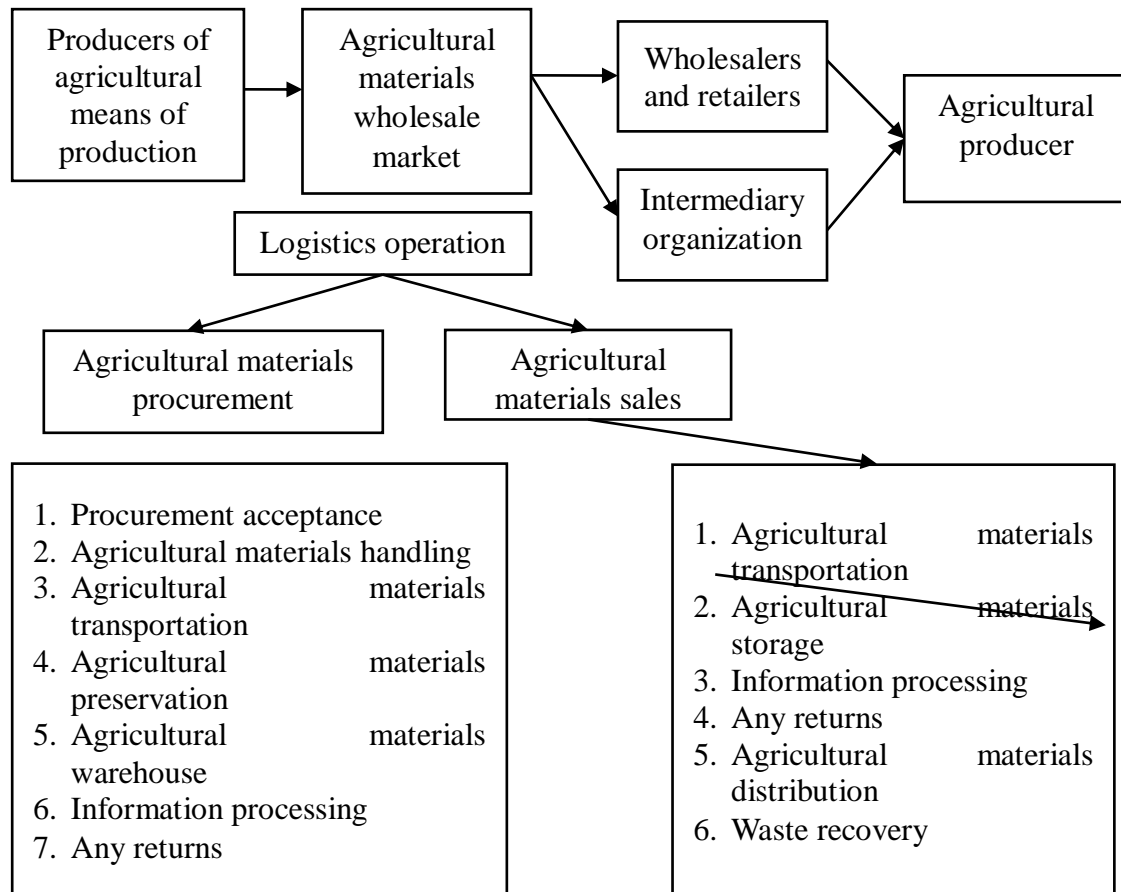 Producers of
agricultural
means of
production
Agricultural
materials
wholesale
market
Wholesalers
and retailers
Intermediary
organization
Agricultural
producer
Logistics operation
Agricultural materials
procurement
Agricultural
materials sales
1. Procurement acceptance
2. Agricultural materials handling
3. Agricultural materials
transportation
4. Agricultural materials
preservation
5. Agricultural materials
warehouse
6. Information processing
7. Any returns
1. Agricultural materials
transportation
2. Agricultural materials
storage
3. Information processing
4. Any returns
5. Agricultural materials
distribution
6. Waste recovery